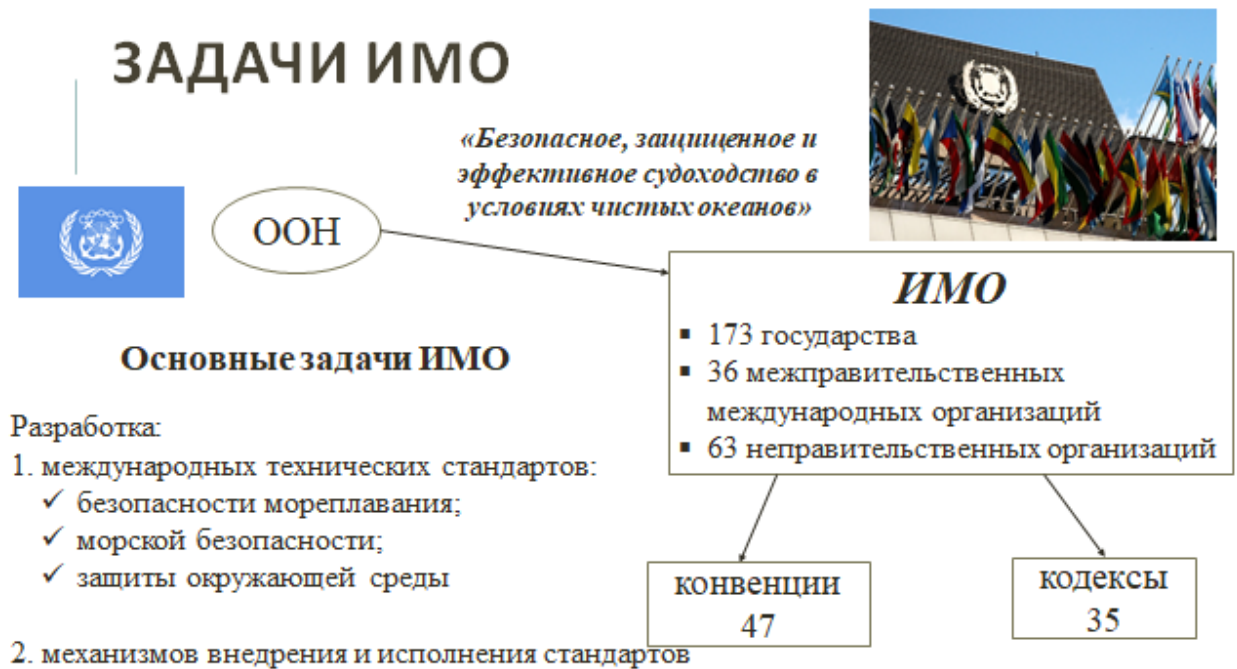 ЗАДАЧИ ИМО
«Безопасное, защищенное и
эффективное судоходство в
условиях чистых океанов»
ООН
ИМО
▪ 173 государства
▪ 36 межправительственных
международных организаций
▪ 63 неправительственных организаций
Основные задачи ИМО
Разработка:
1. международных технических стандартов:
✓ безопасности мореплавания;
✓ морской безопасности;
✓ защиты окружающей среды
2. механизмов внедрения и исполнения стандартов
конвенции
47
кодексы
35